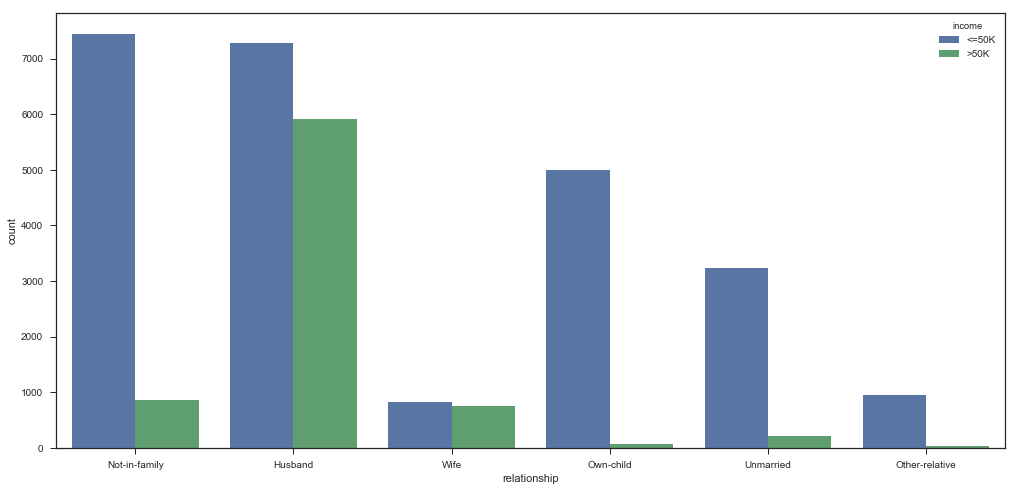 income
<=50K
>50K
7000
6000
5000
4000
3000
2000
1000
0
count
Not-in-family Husband Wife Own-child Unmarried Other-relative
relationship